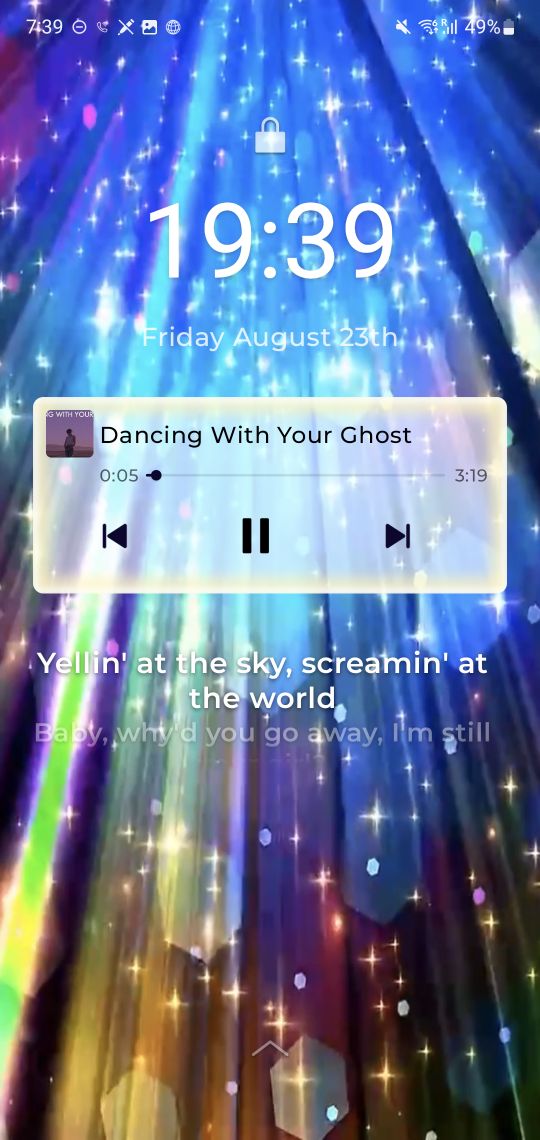 7:39
49%
19:39
Friday August 23th
G WITH YOUR
Dancing With Your Ghost
0:05
3:19
Yellin' at the sky, screamin' at
the world
Baby, why'd you go away, I'm still